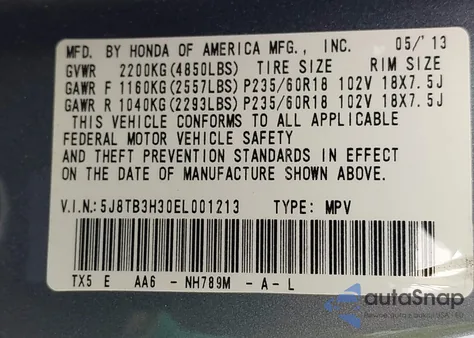 MFD. BY HONDA OF AMERICA MFG., INC. 05/'13
GVWR 2200KG(4850LBS) TIRE SIZE RIM SIZE
GAWR F 1160KG(2557LBS)P235/60R18 102V 18X7.5J
GAWR R 1040KG(2293LBS)P235/60R18 102V 18X7.5J
THIS VEHICLE CONFORMS TO ALL APPLICABLE
FEDERAL MOTOR VEHICLE SAFETY
AND THEFT PREVENTION STANDARDS IN EFFECT
ON THE DATE OF MANUFACTURE SHOWN ABOVE.
V.I.N:5J8TB3H30EL001213 TYPE: MPV
TX5 E AA6 - NH789M - A - L
autoSnap